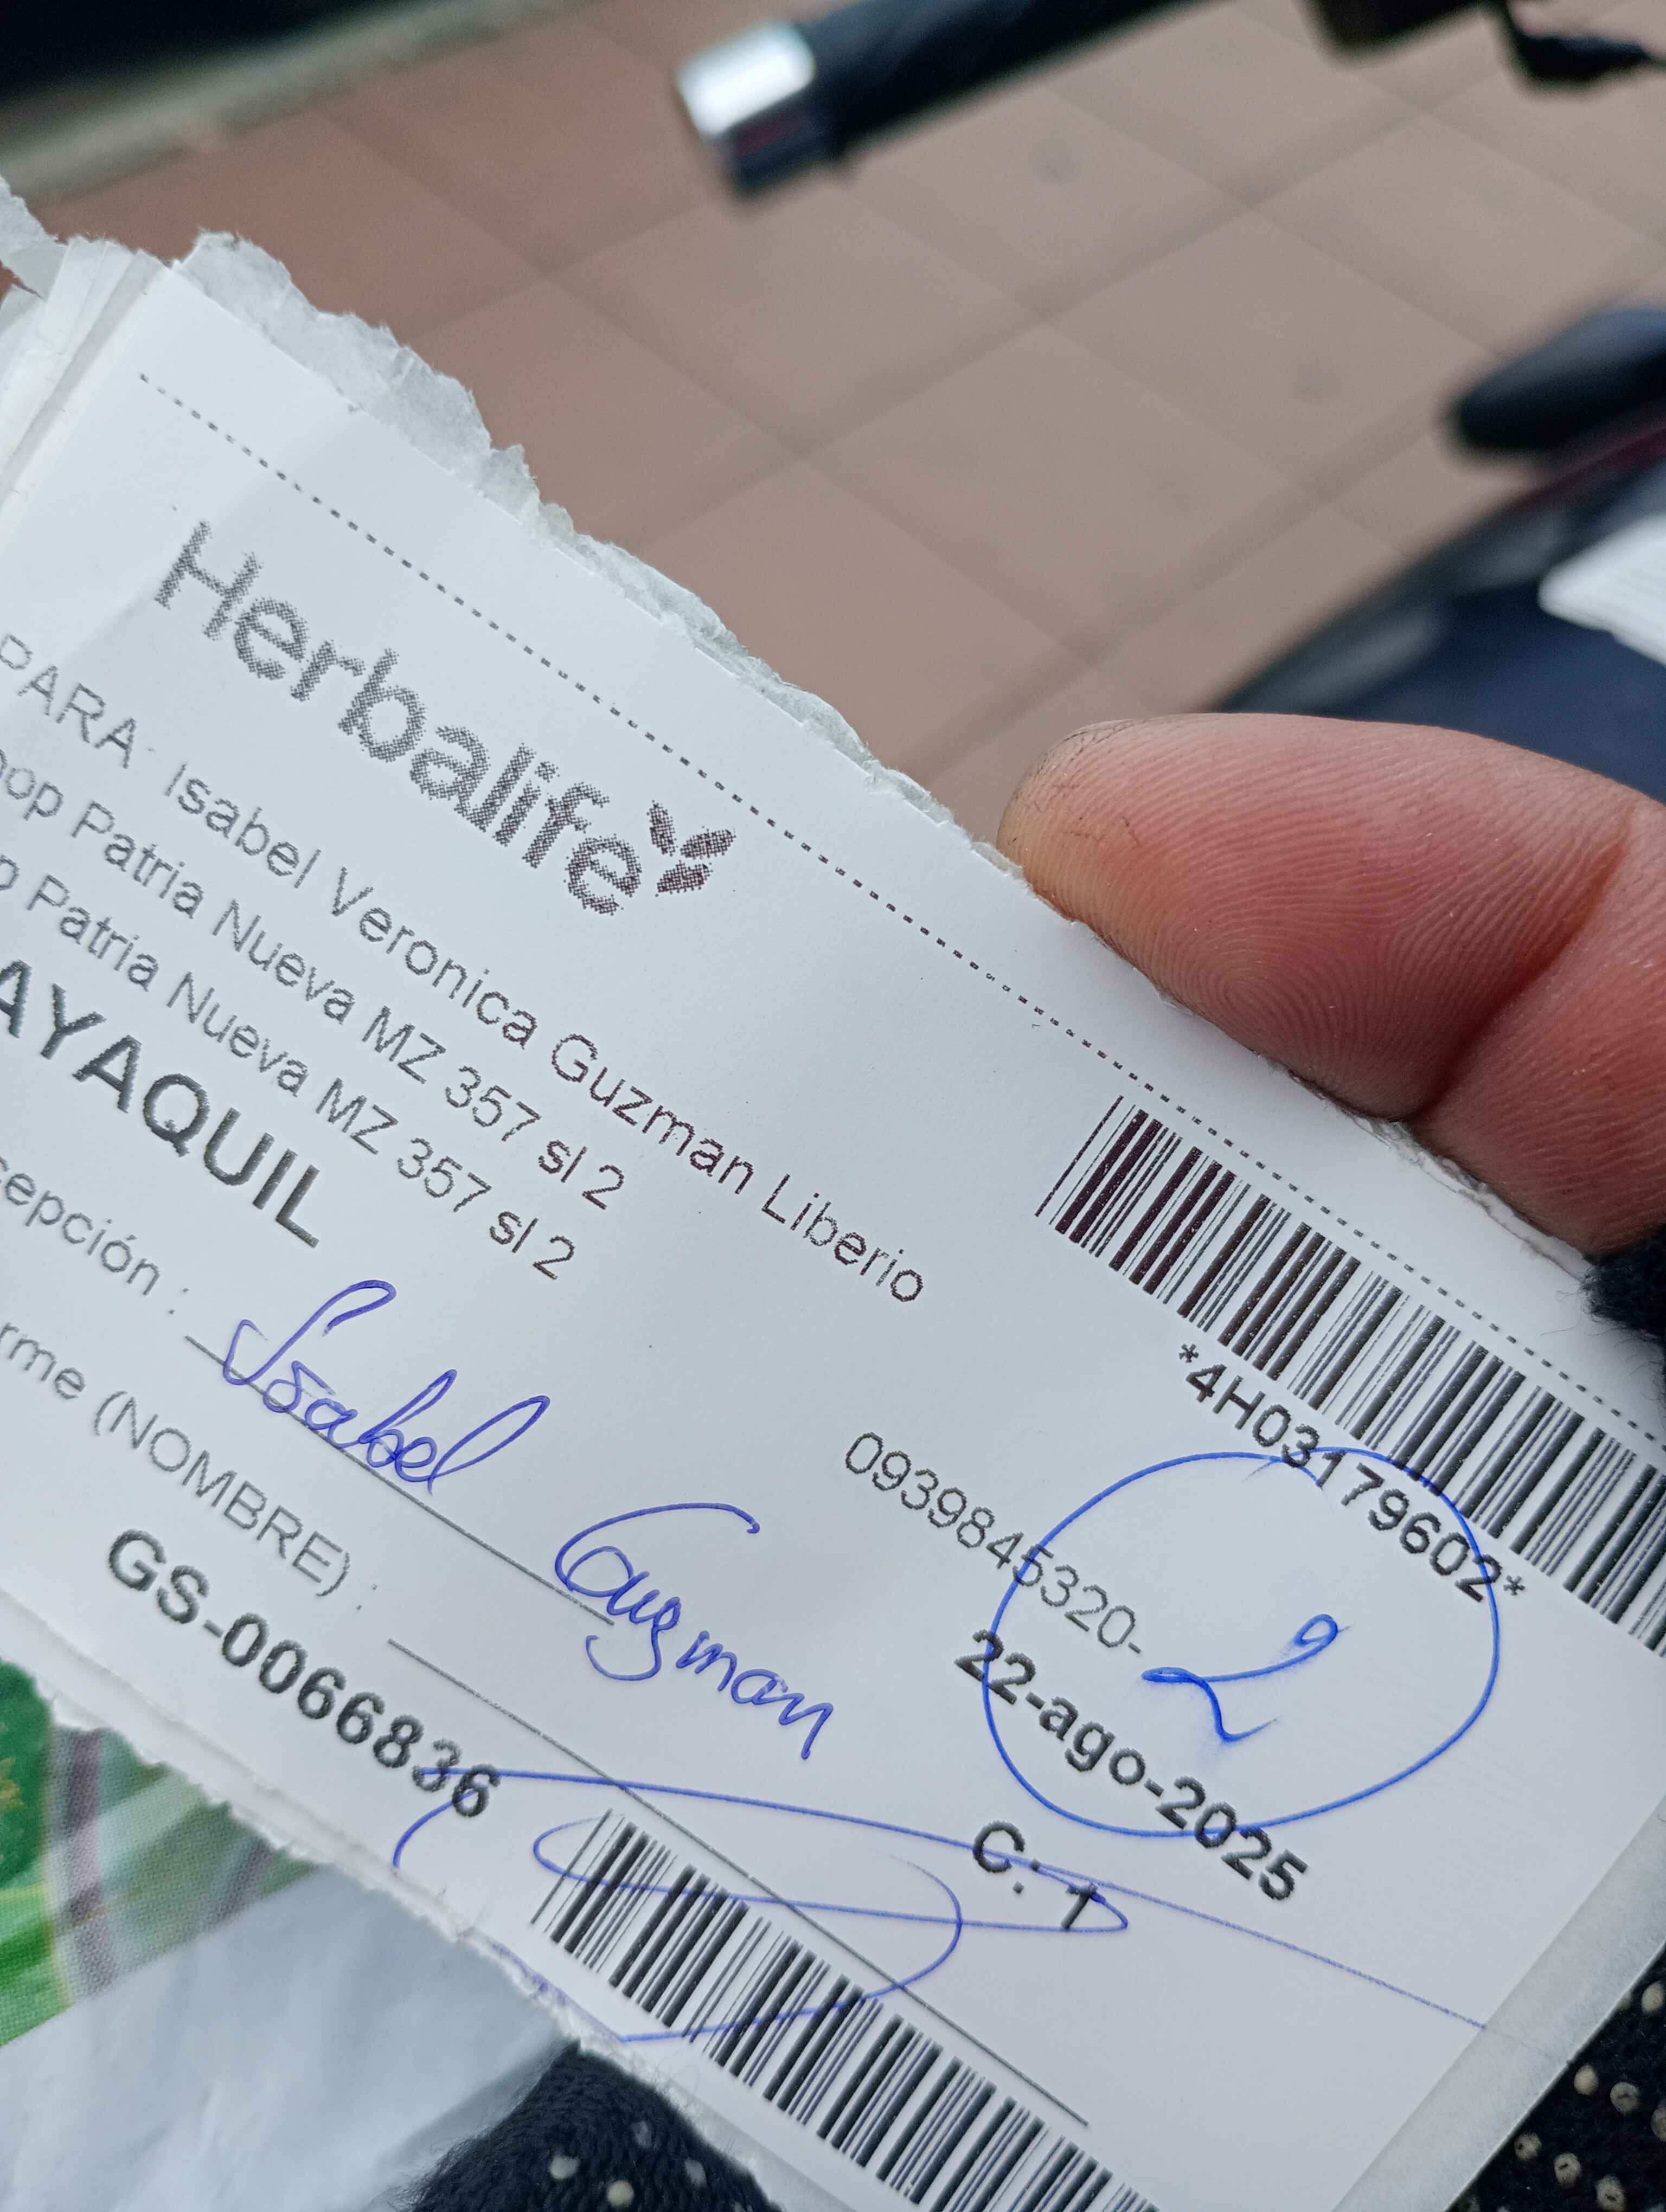 Herbalife
*4H03179602*
PARA Isabel Veronica Guzman Liberio
oop Patria Nueva MZ 357 sl 2
p Patria Nueva MZ 357 sl 2
0939845320-
AYAQUIL
22-ago-2025
2
cepción : Isabel Guzman
C: 1
rme (NOMBRE) :
GS-0066836